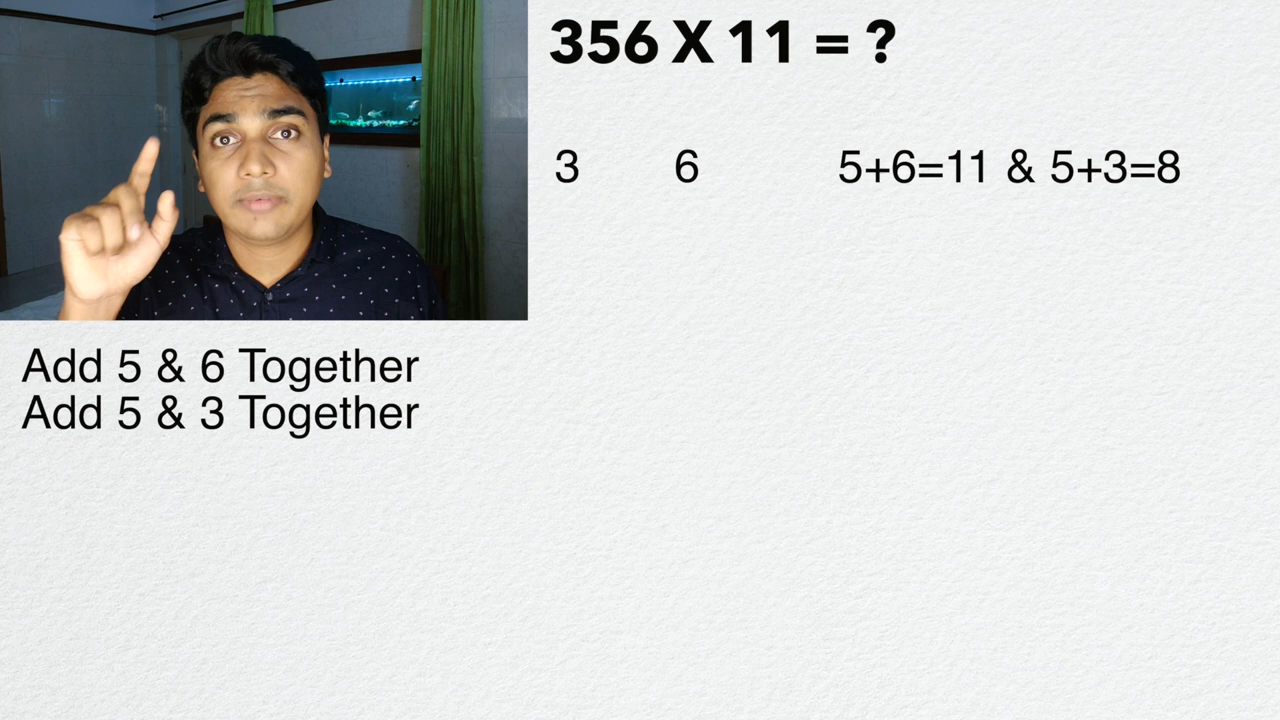 356 X 11 = ?
3 6 5+6=11 & 5+3=8
Add 5 & 6 Together
Add 5 & 3 Together